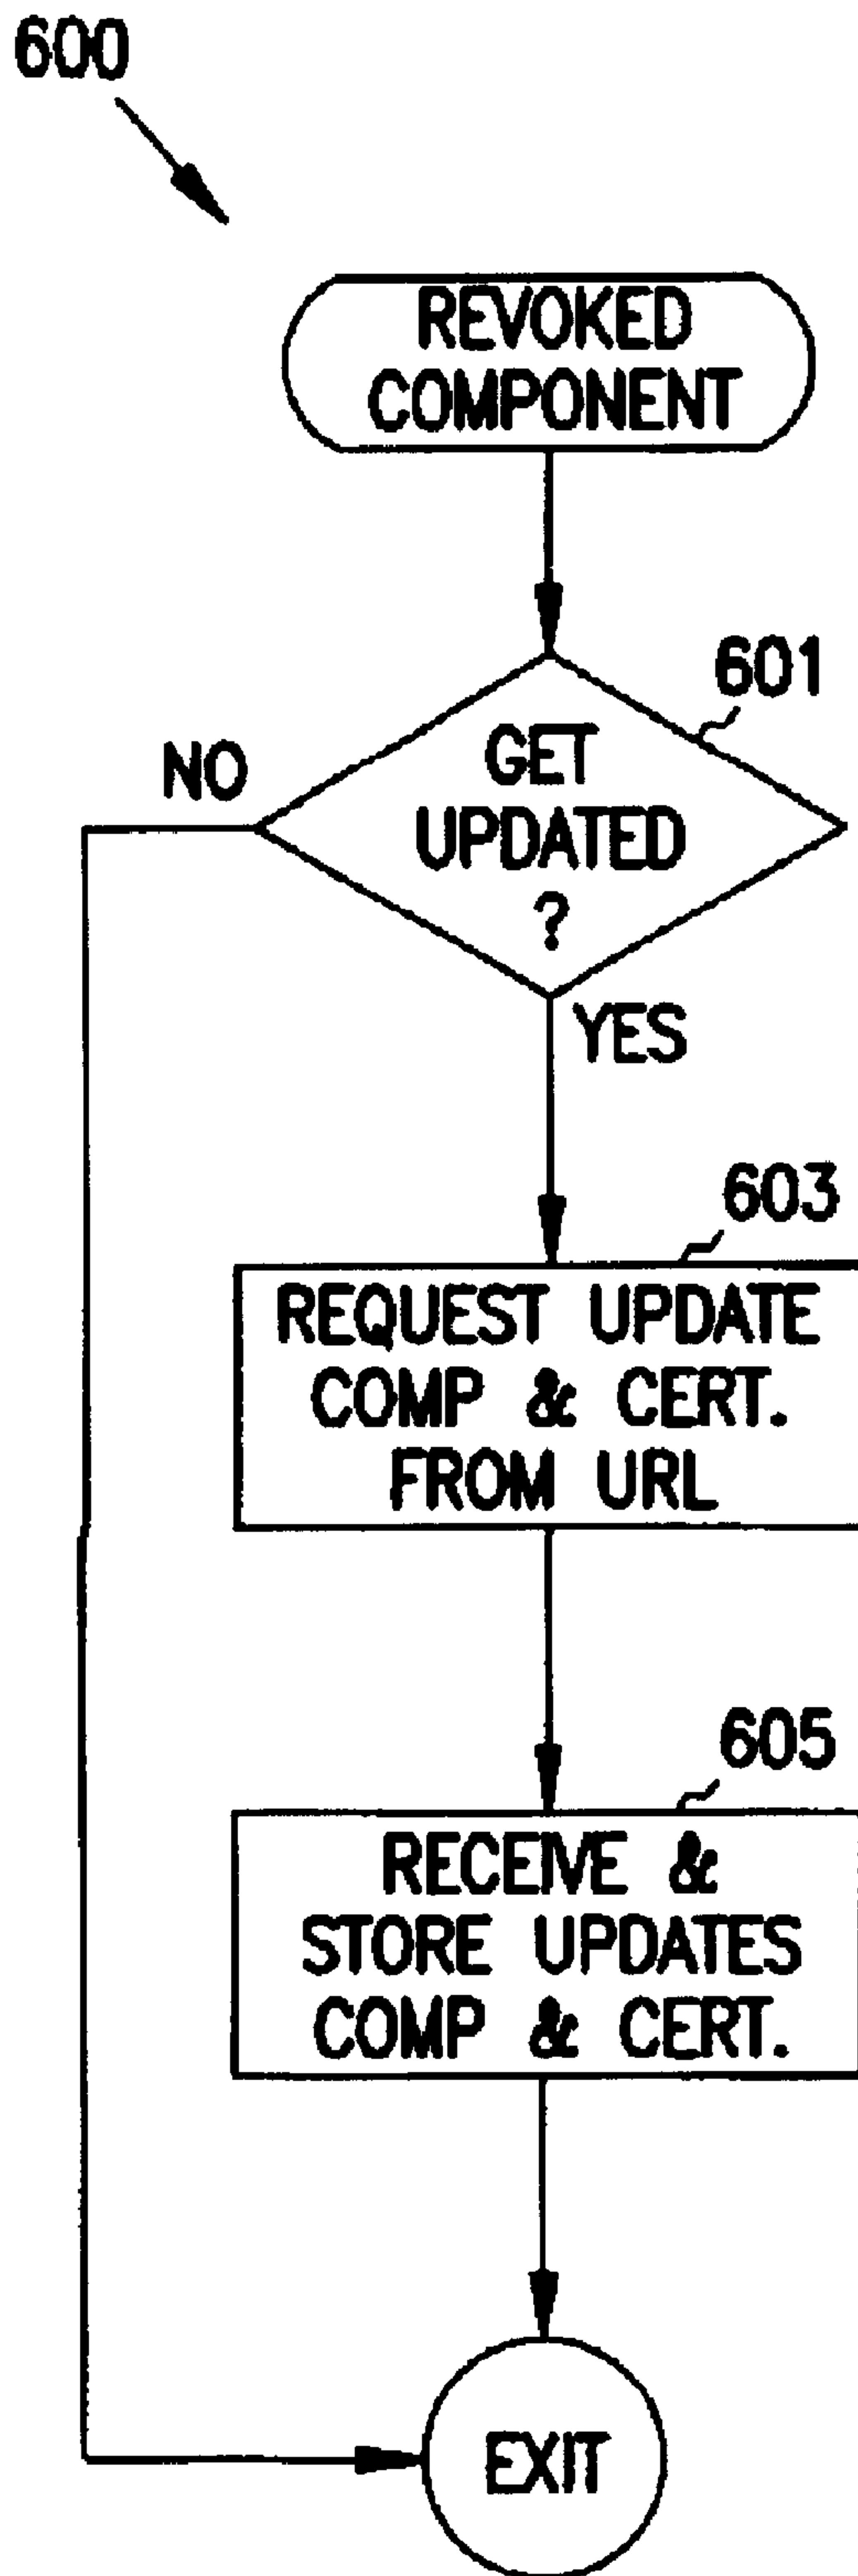 600
REVOKED
COMPONENT
601
GET
UPDATED
?
NO
YES
603
REQUEST UPDATE
COMP & CERT.
FROM URL
605
RECEIVE &
STORE UPDATES
COMP & CERT.
EXIT